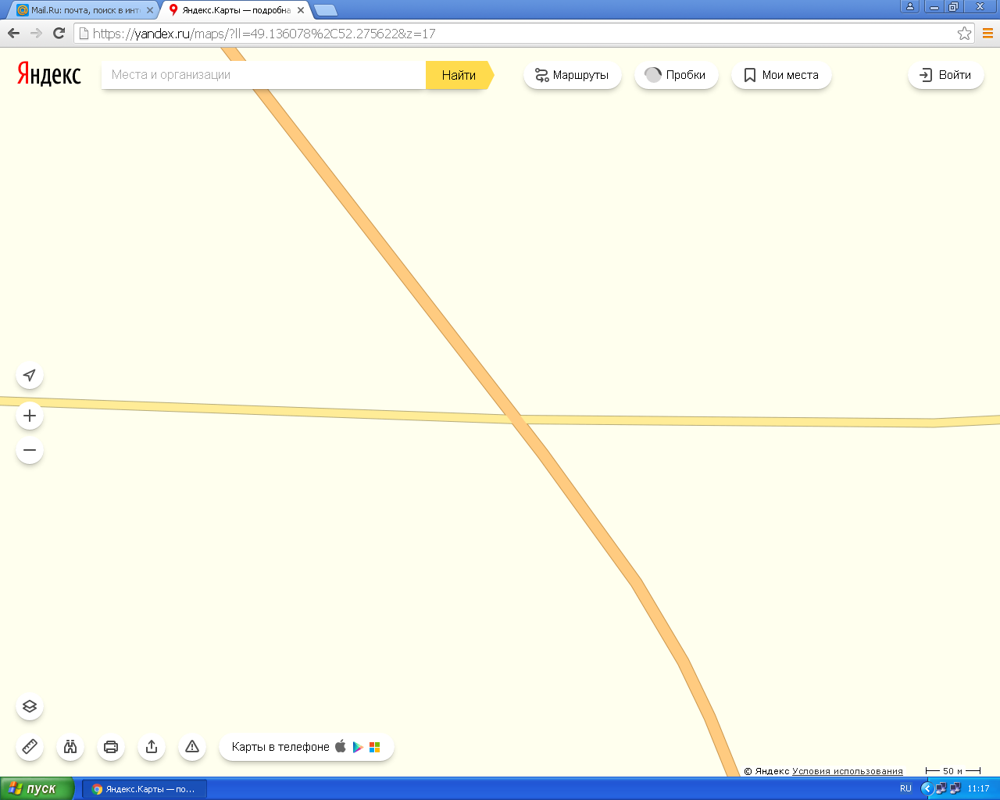 Mail.Ru: почта, поиск в инт
Яндекс.Карты — подробна
https://yandex.ru/maps/?ll=49.136078%2C52.275622&z=17
Яндекс
Места и организации
Найти
Маршруты
Пробки
Мои места
Войти
Карты в телефоне
© Яндекс Условия использования
50 м
пуск
Яндекс.Карты — по...
RU
11:17